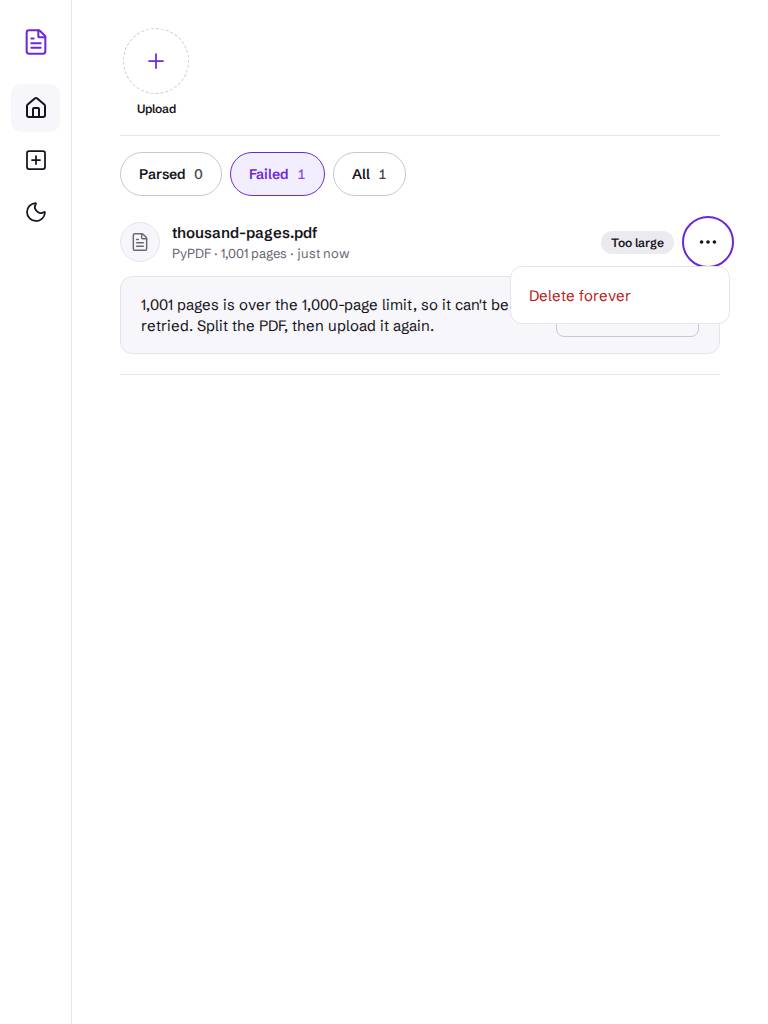 Upload
Parsed 0
Failed 1
All 1
thousand-pages.pdf
PyPDF · 1,001 pages · just now
Too large
1,001 pages is over the 1,000-page limit, so it can't be
retried. Split the PDF, then upload it again.
Delete forever